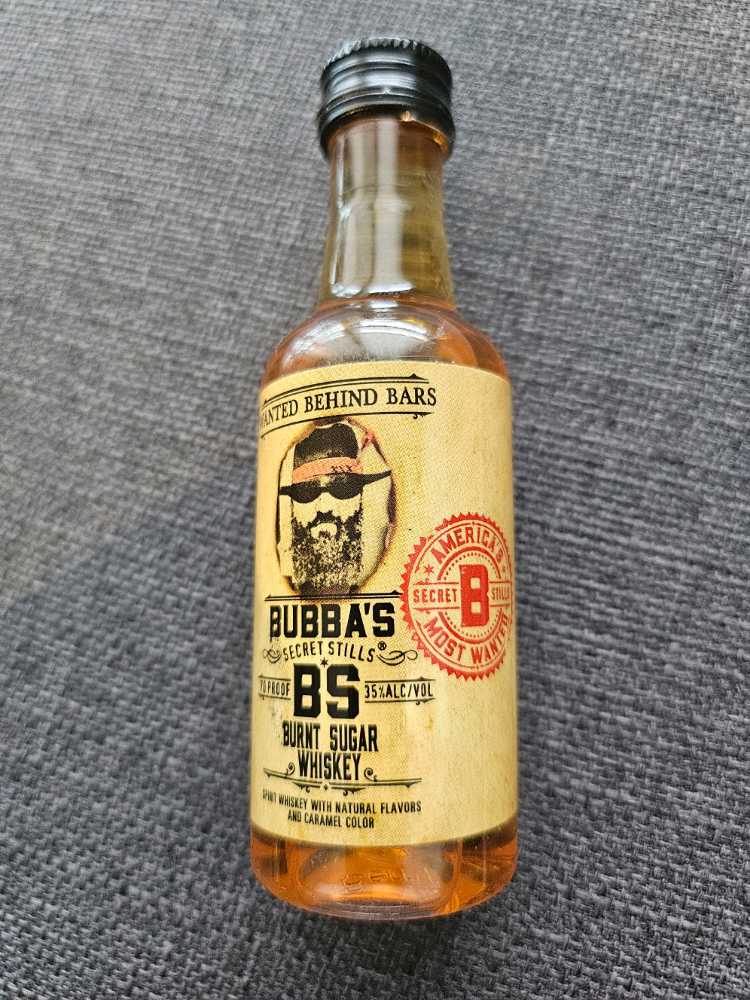 WANTED BEHIND BARS
XIX
AMERICA'S
SECRET B STILLS
MOST WANTED
BUBBA'S
SECRET STILLS®
70 PROOF BS 35% ALC/VOL
BURNT SUGAR
WHISKEY
SPIRIT WHISKEY WITH NATURAL FLAVORS
AND CARAMEL COLOR